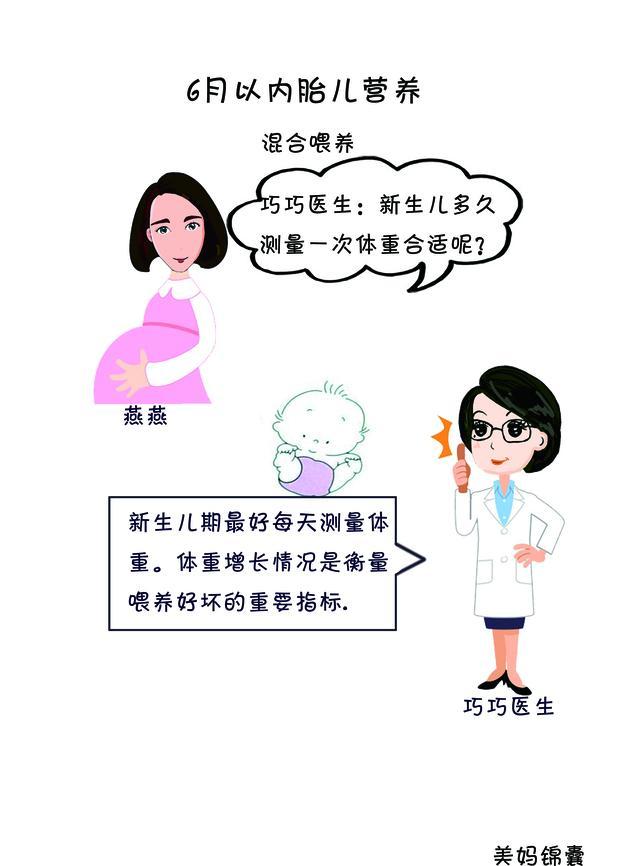 6月以内胎儿营养
混合喂养
巧巧医生：新生儿多久
测量一次体重合适呢？
燕燕
新生儿期最好每天测量体
重。体重增长情况是衡量
喂养好坏的重要指标.
巧巧医生
美妈锦囊